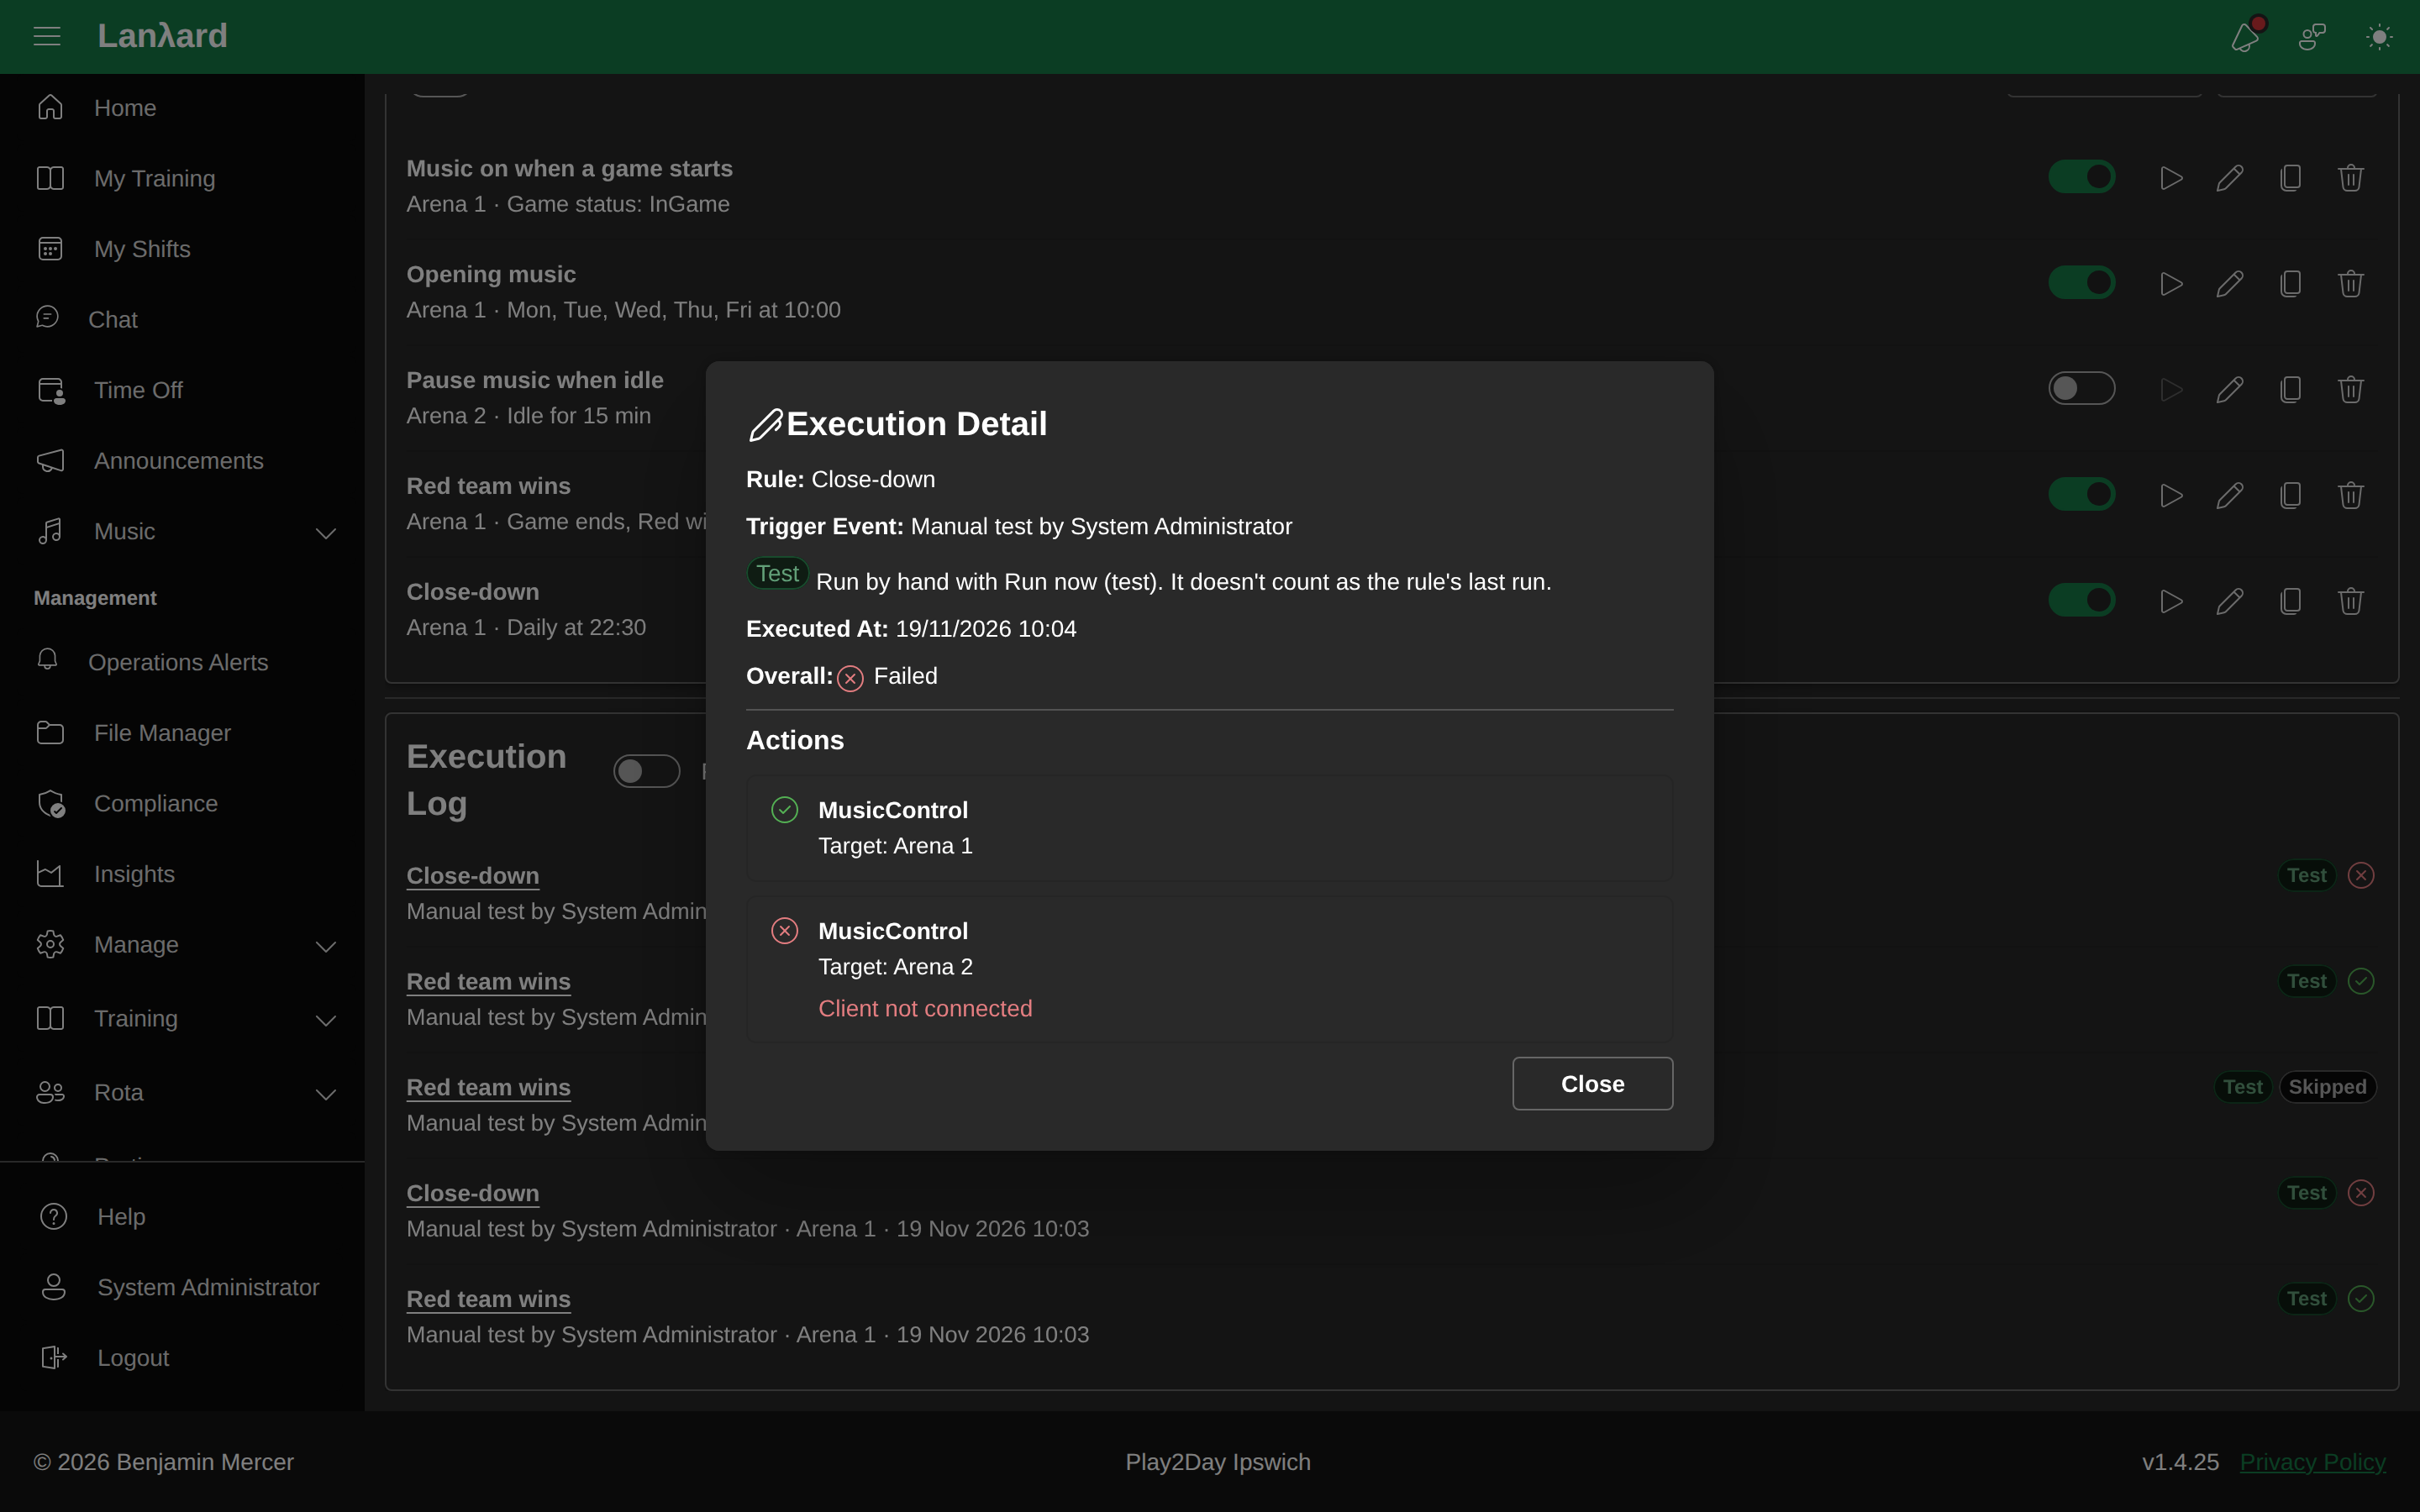 Lanλard
Home
My Training
My Shifts
Chat
Time Off
Announcements
Music
Management
Operations Alerts
File Manager
Compliance
Insights
Manage
Training
Rota
Help
System Administrator
Logout
Music on when a game starts
Arena 1 · Game status: InGame
Opening music
Arena 1 · Mon, Tue, Wed, Thu, Fri at 10:00
Pause music when idle
Arena 2 · Idle for 15 min
Red team wins
Arena 1 · Game ends, Red
Close-down
Arena 1 · Daily at 22:30
Execution
Log
Close-down
Manual test by System
Test
Red team wins
Manual test by System
Test
Red team wins
Manual test by System
Test Skipped
Close-down
Manual test by System Administrator · Arena 1 · 19 Nov 2026 10:03
Test
Red team wins
Manual test by System Administrator · Arena 1 · 19 Nov 2026 10:03
Test
Execution Detail
Rule: Close-down
Trigger Event: Manual test by System Administrator
Test Run by hand with Run now (test). It doesn't count as the rule's last run.
Executed At: 19/11/2026 10:04
Overall: Failed
Actions
MusicControl
Target: Arena 1
MusicControl
Target: Arena 2
Client not connected
Close
© 2026 Benjamin Mercer
Play2Day Ipswich
v1.4.25 Privacy Policy